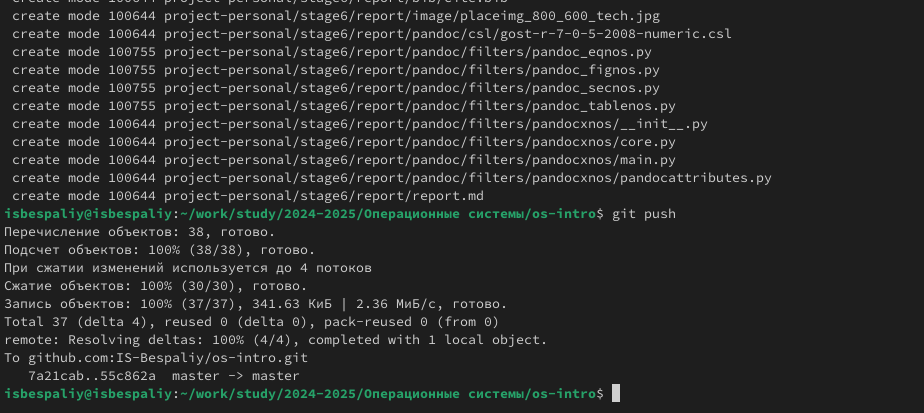 create mode 100644 project-personal/stage6/report/bib/cite.bib
create mode 100644 project-personal/stage6/report/image/placeimg_800_600_tech.jpg
create mode 100644 project-personal/stage6/report/pandoc/csl/gost-r-7-0-5-2008-numeric.csl
create mode 100755 project-personal/stage6/report/pandoc/filters/pandoc_eqnos.py
create mode 100755 project-personal/stage6/report/pandoc/filters/pandoc_fignos.py
create mode 100755 project-personal/stage6/report/pandoc/filters/pandoc_secnos.py
create mode 100755 project-personal/stage6/report/pandoc/filters/pandoc_tablenos.py
create mode 100644 project-personal/stage6/report/pandoc/filters/pandocxnos/__init__.py
create mode 100644 project-personal/stage6/report/pandoc/filters/pandocxnos/core.py
create mode 100644 project-personal/stage6/report/pandoc/filters/pandocxnos/main.py
create mode 100644 project-personal/stage6/report/pandoc/filters/pandocxnos/pandocattributes.py
create mode 100644 project-personal/stage6/report/report.md
isbespaliy@isbespaliy:~/work/study/2024-2025/Операционные системы/os-intro$ git push
Перечисление объектов: 38, готово.
Подсчет объектов: 100% (38/38), готово.
При сжатии изменений используется до 4 потоков
Сжатие объектов: 100% (30/30), готово.
Запись объектов: 100% (37/37), 341.63 КиБ | 2.36 МиБ/с, готово.
Total 37 (delta 4), reused 0 (delta 0), pack-reused 0 (from 0)
remote: Resolving deltas: 100% (4/4), completed with 1 local object.
To github.com:IS-Bespaliy/os-intro.git
7a21cab..55c862a  master -> master
isbespaliy@isbespaliy:~/work/study/2024-2025/Операционные системы/os-intro$